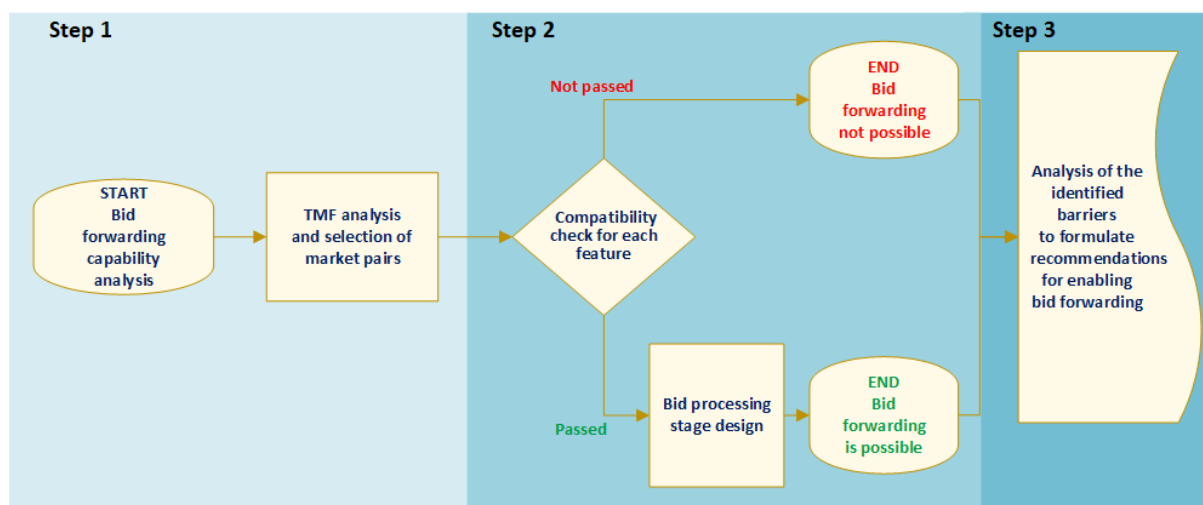 Step 1
START
Bid
forwarding
capability
analysis
TMF analysis
and selection of
market pairs
Step 2
Compatibility
check for each
feature
Not passed
END
Bid
forwarding
not possible
Passed
Bid processing
stage design
END
Bid
forwarding
is possible
Step 3
Analysis of the
identified
barriers
to formulate
recommendations
for enabling
bid forwarding